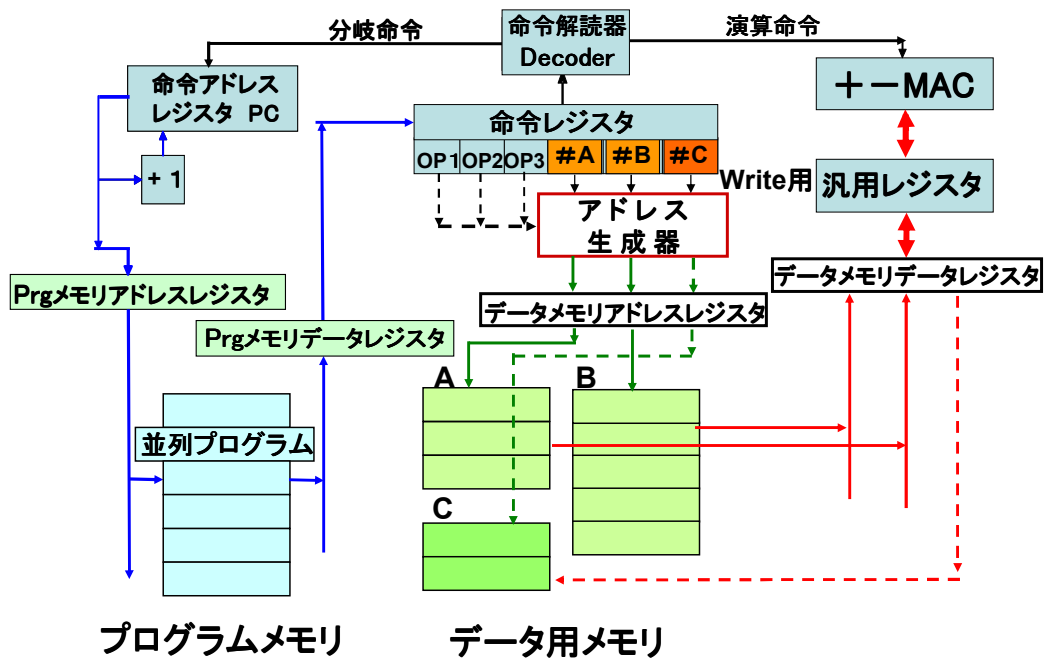 分岐命令
命令解読器
Decoder
演算命令
命令アドレス
レジスタ PC
+1
命令レジスタ
OP1 OP2 OP3 #A #B #C
アドレス
生成器
Write用
+-MAC
汎用レジスタ
データメモリデータレジスタ
Prgメモリアドレスレジスタ
Prgメモリデータレジスタ
データメモリアドレスレジスタ
A
B
C
並列プログラム
プログラムメモリ
データ用メモリ